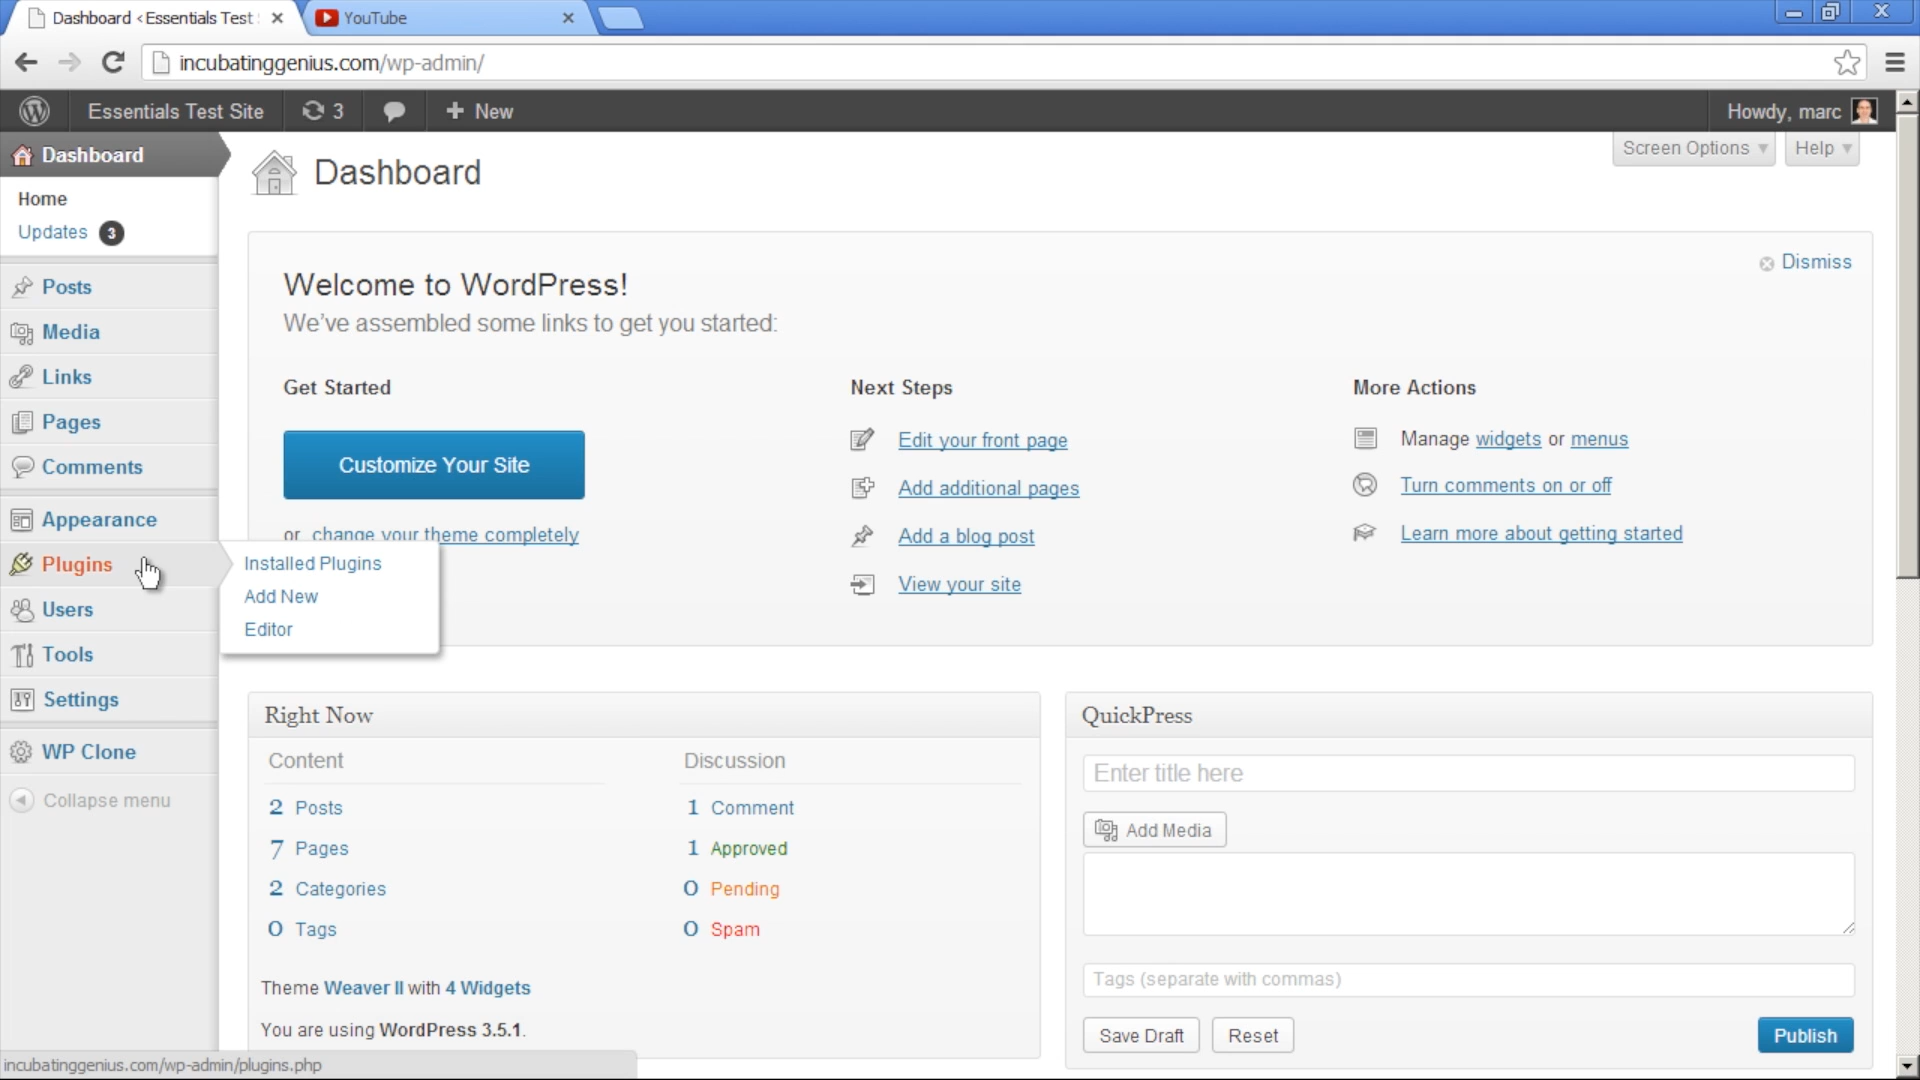 Dashboard ‹ Essentials Test
YouTube
incubatinggenius.com/wp-admin/
Essentials Test Site
3
New
Howdy, marc
Dashboard
Home
Updates 3
Posts
Media
Links
Pages
Comments
Appearance
Plugins
Users
Tools
Settings
WP Clone
Collapse menu
Installed Plugins
Add New
Editor
Dashboard
Screen Options
Help
Welcome to WordPress!
We’ve assembled some links to get you started:
Dismiss
Get Started
Customize Your Site
or change your theme completely
Next Steps
Edit your front page
Add additional pages
Add a blog post
View your site
More Actions
Manage widgets or menus
Turn comments on or off
Learn more about getting started
Right Now
Content
2 Posts
7 Pages
2 Categories
0 Tags
Discussion
1 Comment
1 Approved
0 Pending
0 Spam
Theme Weaver II with 4 Widgets
You are using WordPress 3.5.1.
QuickPress
Enter title here
Add Media
Tags (separate with commas)
Save Draft
Reset
Publish
incubatinggenius.com/wp-admin/plugins.php